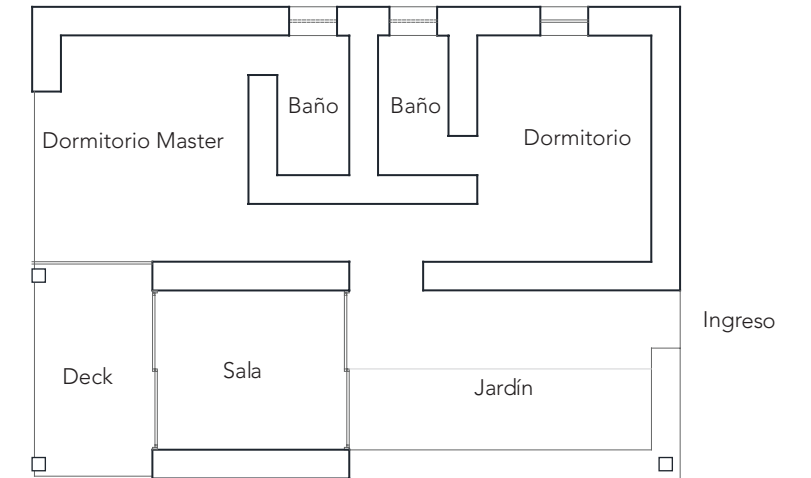 Baño
Baño
Dormitorio Master
Dormitorio
Ingreso
Deck
Sala
Jardín